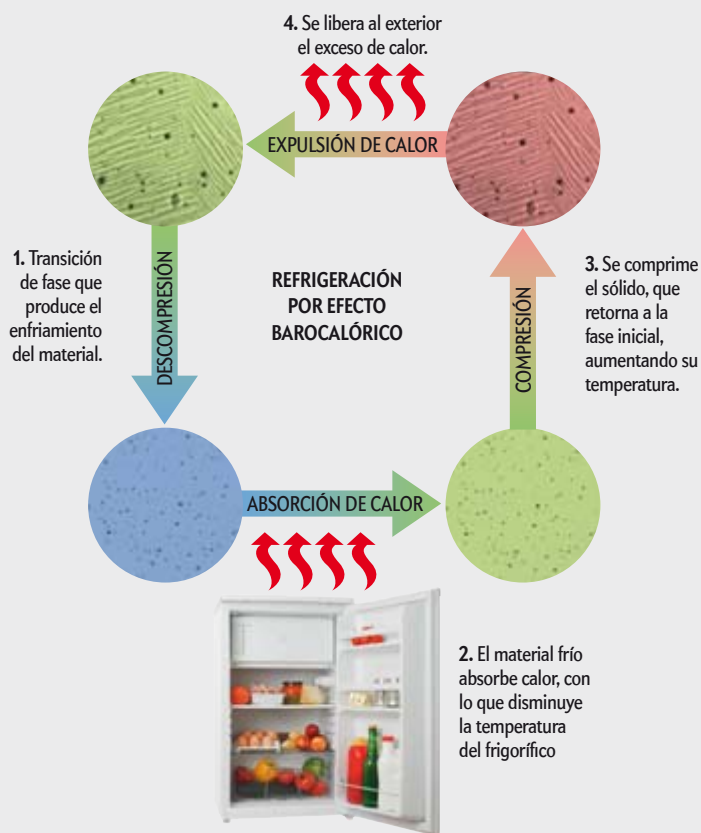 4. Se libera al exterior
el exceso de calor.
EXPULSIÓN DE CALOR
1. Transición
de fase que
produce el
enfriamiento
del material.
DESCOMPRESIÓN
REFRIGERACIÓN
POR EFECTO
BAROCALÓRICO
COMPRESIÓN
3. Se comprime
el sólido, que
retorna a la
fase inicial,
aumentando su
temperatura.
ABSORCIÓN DE CALOR
2. El material frío
absorbe calor, con
lo que disminuye
la temperatura
del frigorífico